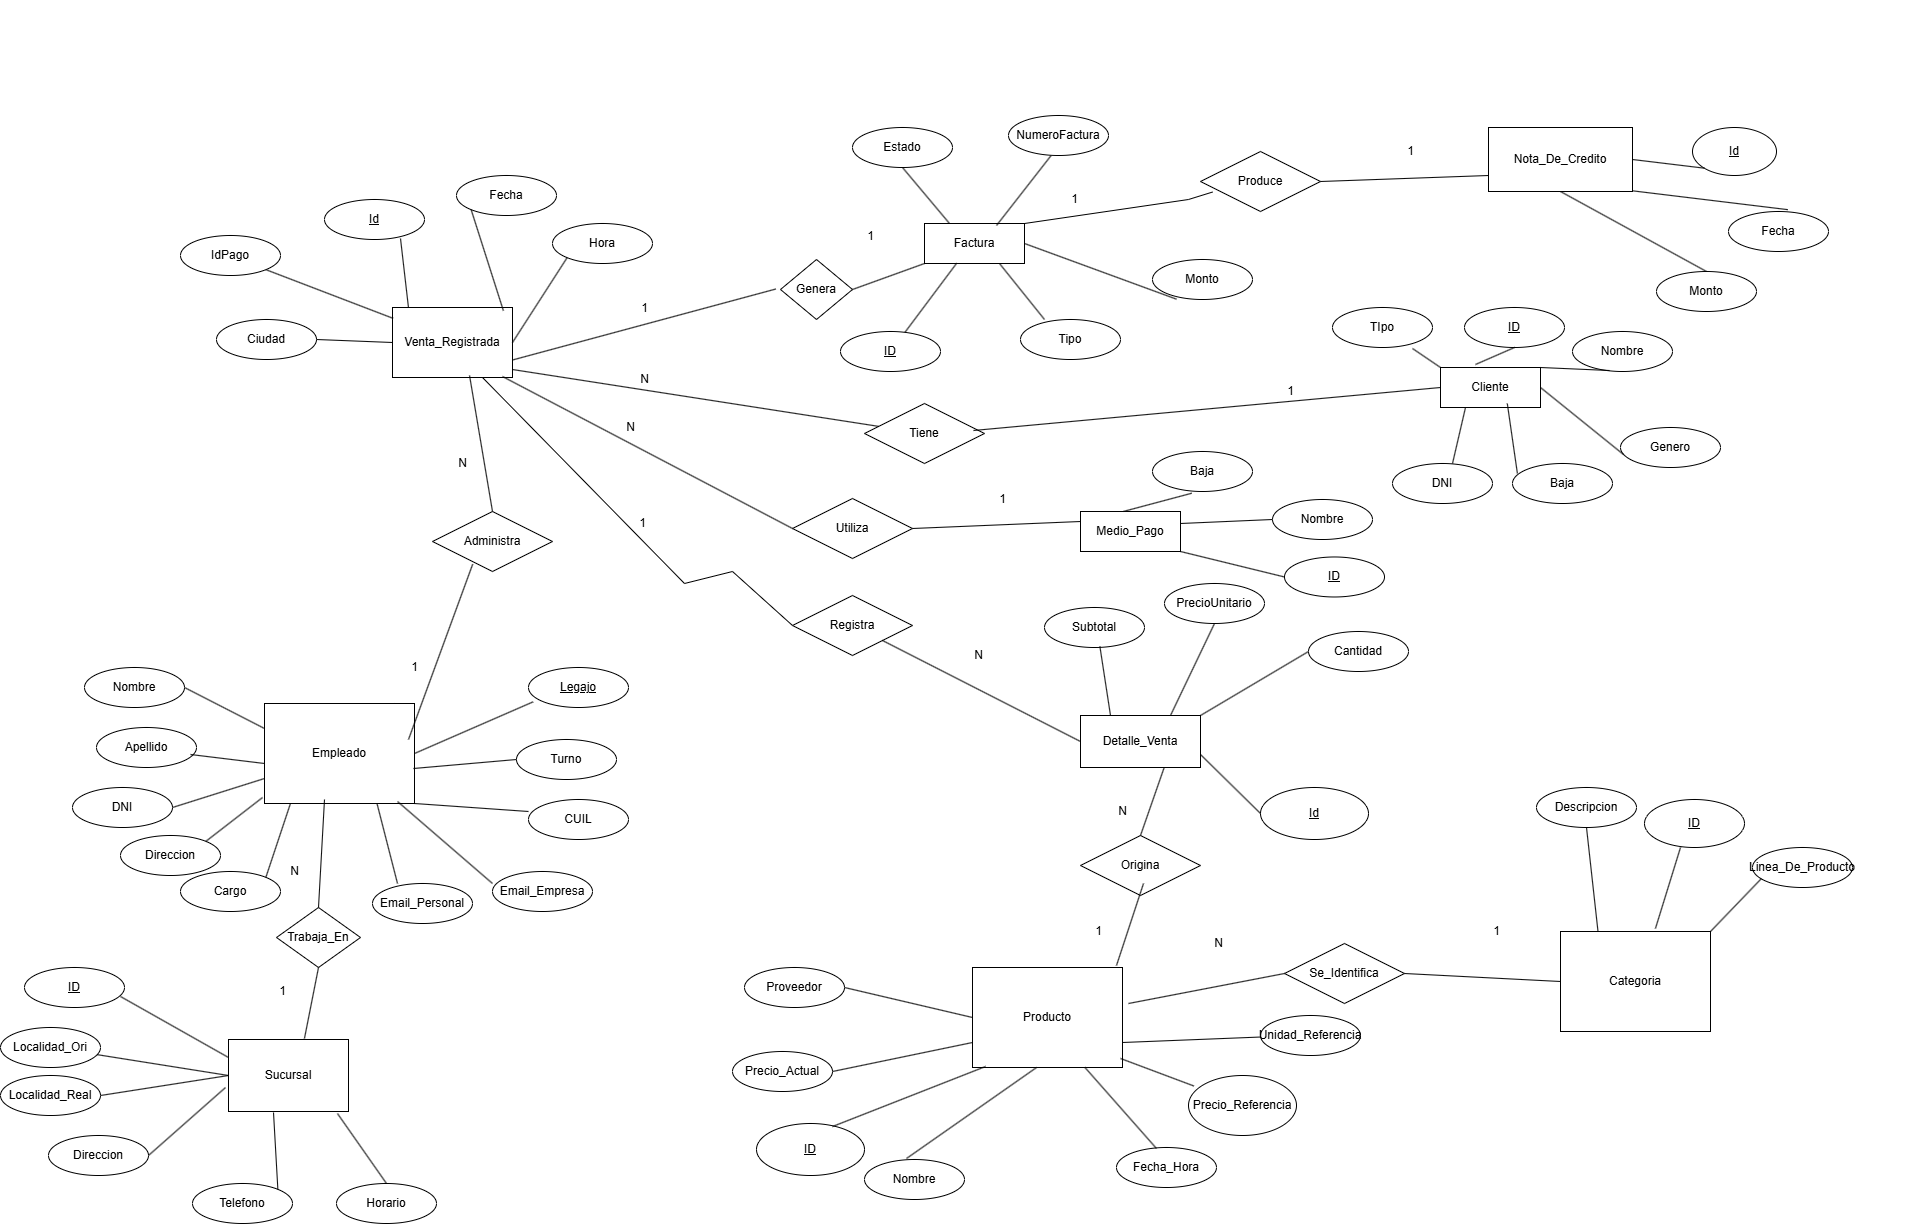 NumeroFactura
Estado
1
Nota_De_Credito
Id
Produce
Fecha
1
Id
Fecha
1
Factura
Hora
IdPago
Monto
Genera
Monto
1
Venta_Registrada
Ciudad
ID
Tipo
TIpo
ID
Nombre
N
1
Cliente
N
Tiene
Genero
N
DNI
Baja
Baja
1
1
Utiliza
Medio_Pago
Nombre
Administra
ID
PrecioUnitario
Registra
Subtotal
N
Cantidad
1
Nombre
Legajo
Apellido
Empleado
Turno
Detalle_Venta
DNI
CUIL
N
Id
Descripcion
ID
Direccion
N
Cargo
Email_Personal
Email_Empresa
Origina
Linea_De_Producto
Trabaja_En
1
N
1
Se_Identifica
Categoria
ID
1
Proveedor
Producto
Unidad_Referencia
Localidad_Ori
Sucursal
Localidad_Real
Precio_Actual
Precio_Referencia
Direccion
ID
Nombre
Fecha_Hora
Telefono
Horario